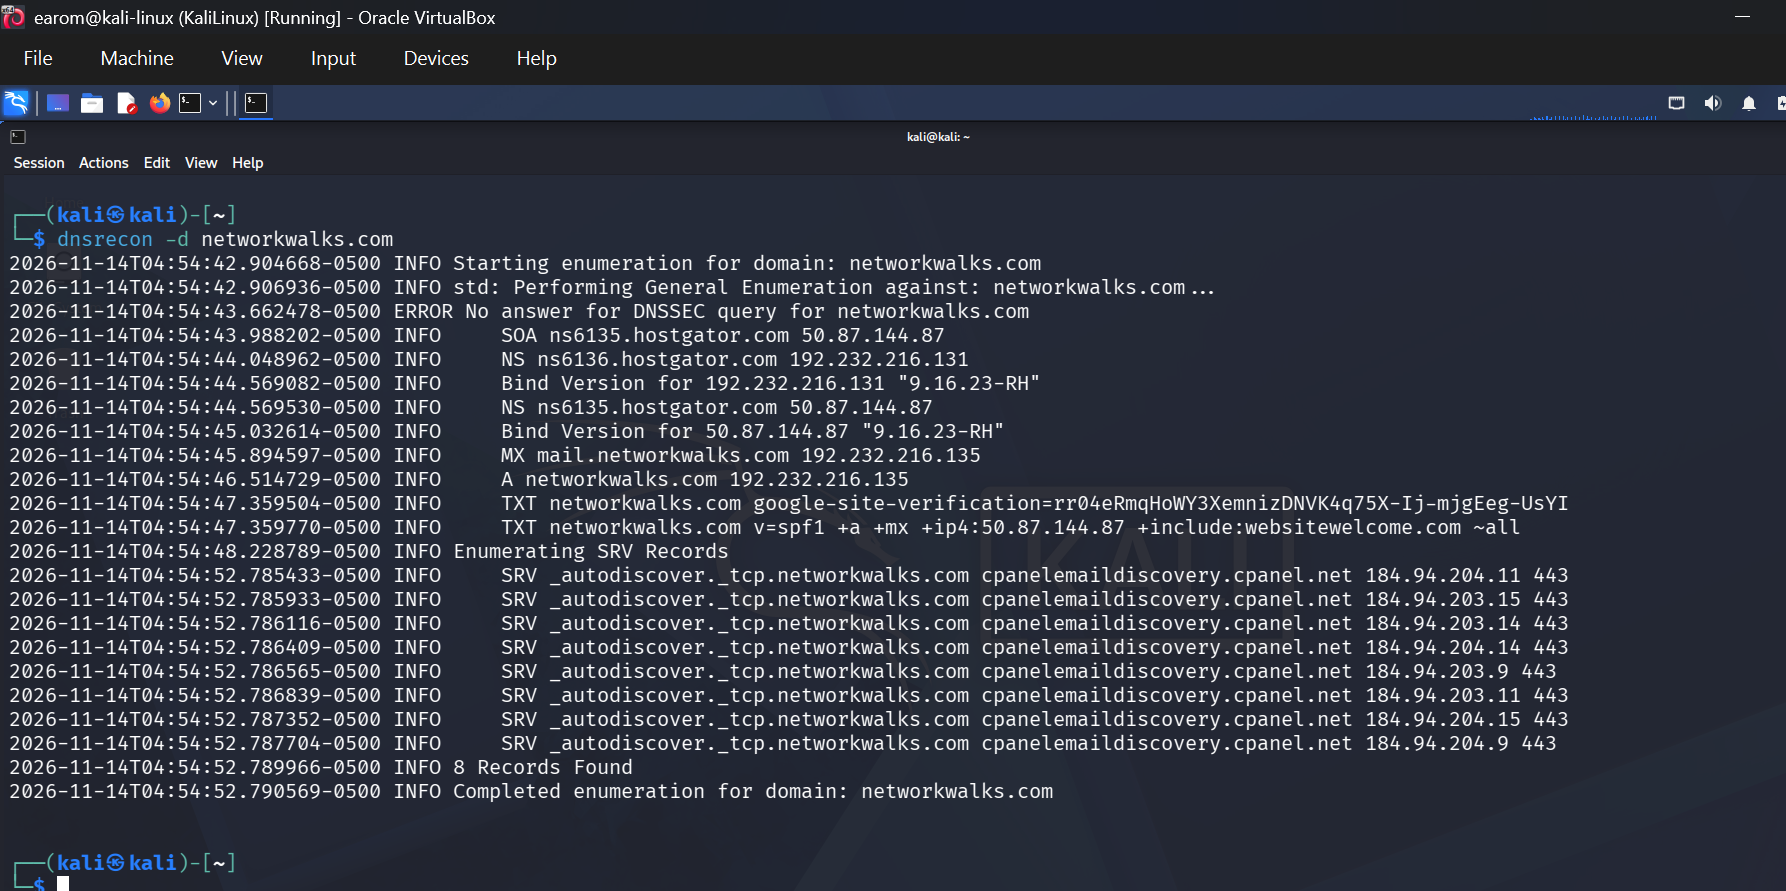 earom@kali-linux (KaliLinux) [Running] - Oracle VirtualBox
File Machine View Input Devices Help
kali@kali: ~
Session Actions Edit View Help
┌──(kali㉿kali)-[~]
└─$ dnsrecon -d networkwalks.com
2026-11-14T04:54:42.904668-0500 INFO Starting enumeration for domain: networkwalks.com
2026-11-14T04:54:42.906936-0500 INFO std: Performing General Enumeration against: networkwalks.com...
2026-11-14T04:54:43.662478-0500 ERROR No answer for DNSSEC query for networkwalks.com
2026-11-14T04:54:43.988202-0500 INFO     SOA ns6135.hostgator.com 50.87.144.87
2026-11-14T04:54:44.048962-0500 INFO     NS ns6136.hostgator.com 192.232.216.131
2026-11-14T04:54:44.569082-0500 INFO     Bind Version for 192.232.216.131 "9.16.23-RH"
2026-11-14T04:54:44.569530-0500 INFO     NS ns6135.hostgator.com 50.87.144.87
2026-11-14T04:54:45.032614-0500 INFO     Bind Version for 50.87.144.87 "9.16.23-RH"
2026-11-14T04:54:45.894597-0500 INFO     MX mail.networkwalks.com 192.232.216.135
2026-11-14T04:54:46.514729-0500 INFO     A networkwalks.com 192.232.216.135
2026-11-14T04:54:47.359504-0500 INFO     TXT networkwalks.com google-site-verification=rr04eRmqHoWY3XemnizDNVK4q75X-Ij-mjgEeg-UsYI
2026-11-14T04:54:47.359770-0500 INFO     TXT networkwalks.com v=spf1 +a +mx +ip4:50.87.144.87 +include:websitewelcome.com ~all
2026-11-14T04:54:48.228789-0500 INFO Enumerating SRV Records
2026-11-14T04:54:52.785433-0500 INFO     SRV _autodiscover._tcp.networkwalks.com cpanelemaildiscovery.cpanel.net 184.94.204.11 443
2026-11-14T04:54:52.785933-0500 INFO     SRV _autodiscover._tcp.networkwalks.com cpanelemaildiscovery.cpanel.net 184.94.203.15 443
2026-11-14T04:54:52.786116-0500 INFO     SRV _autodiscover._tcp.networkwalks.com cpanelemaildiscovery.cpanel.net 184.94.203.14 443
2026-11-14T04:54:52.786409-0500 INFO     SRV _autodiscover._tcp.networkwalks.com cpanelemaildiscovery.cpanel.net 184.94.204.14 443
2026-11-14T04:54:52.786565-0500 INFO     SRV _autodiscover._tcp.networkwalks.com cpanelemaildiscovery.cpanel.net 184.94.203.9 443
2026-11-14T04:54:52.786839-0500 INFO     SRV _autodiscover._tcp.networkwalks.com cpanelemaildiscovery.cpanel.net 184.94.203.11 443
2026-11-14T04:54:52.787352-0500 INFO     SRV _autodiscover._tcp.networkwalks.com cpanelemaildiscovery.cpanel.net 184.94.204.15 443
2026-11-14T04:54:52.787704-0500 INFO     SRV _autodiscover._tcp.networkwalks.com cpanelemaildiscovery.cpanel.net 184.94.204.9 443
2026-11-14T04:54:52.789966-0500 INFO 8 Records Found
2026-11-14T04:54:52.790569-0500 INFO Completed enumeration for domain: networkwalks.com
KALI
┌──(kali㉿kali)-[~]
└─$